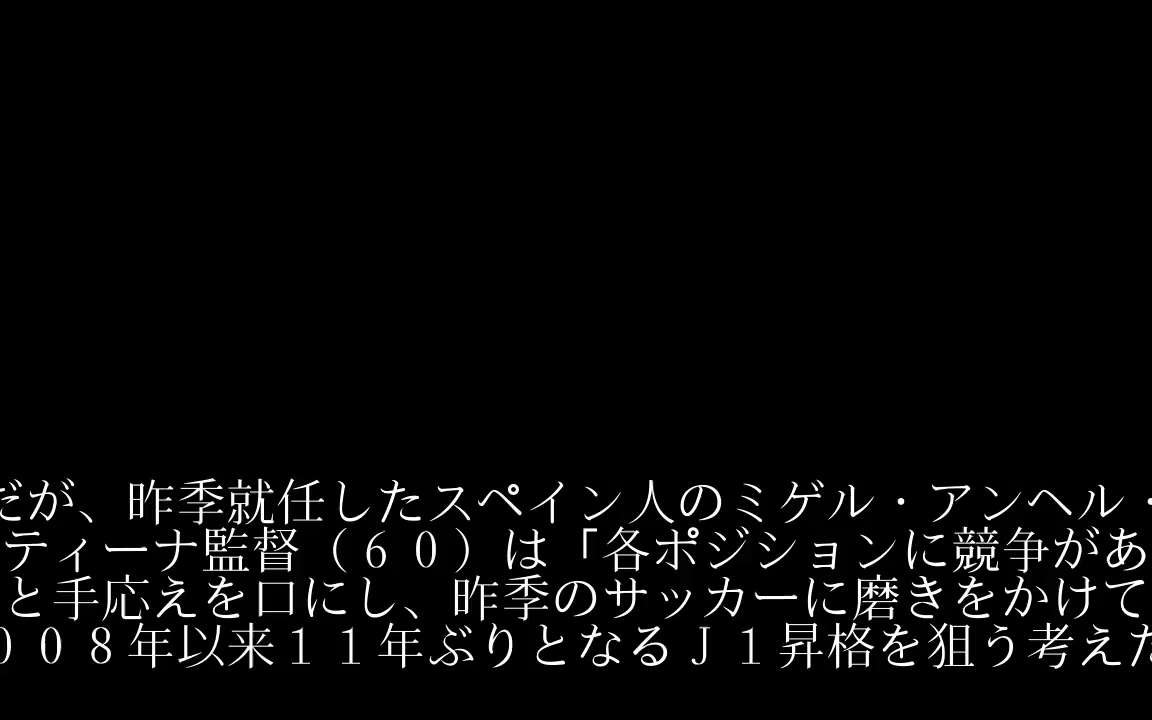 だが、昨季就任したスペイン人のミゲル・アンヘル・
ティーナ監督（６０）は「各ポジションに競争があ
と手応えを口にし、昨季のサッカーに磨きをかけて
００８年以来１１年ぶりとなるＪ１昇格を狙う考えだ